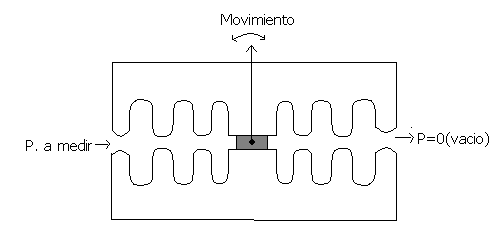 Movimiento
P. a medir
P=0(vacio)